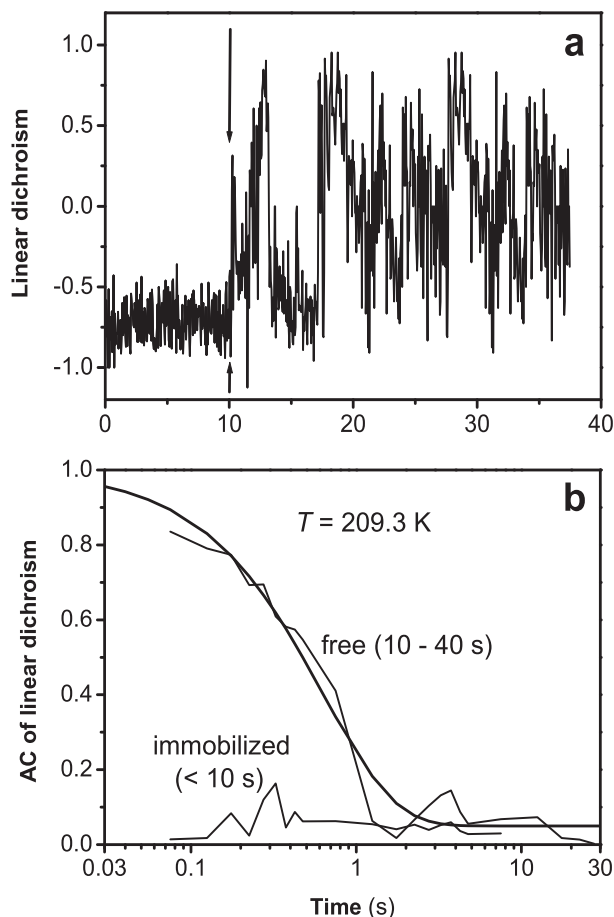 a
1.0
0.5
0.0
-0.5
-1.0
Linear dichroism
0 10 20 30 40
b
1.0
0.8
0.6
0.4
0.2
0.0
AC of linear dichroism
T = 209.3 K
free (10 - 40 s)
immobilized
(< 10 s)
0.03 0.1 1 10 30
Time (s)